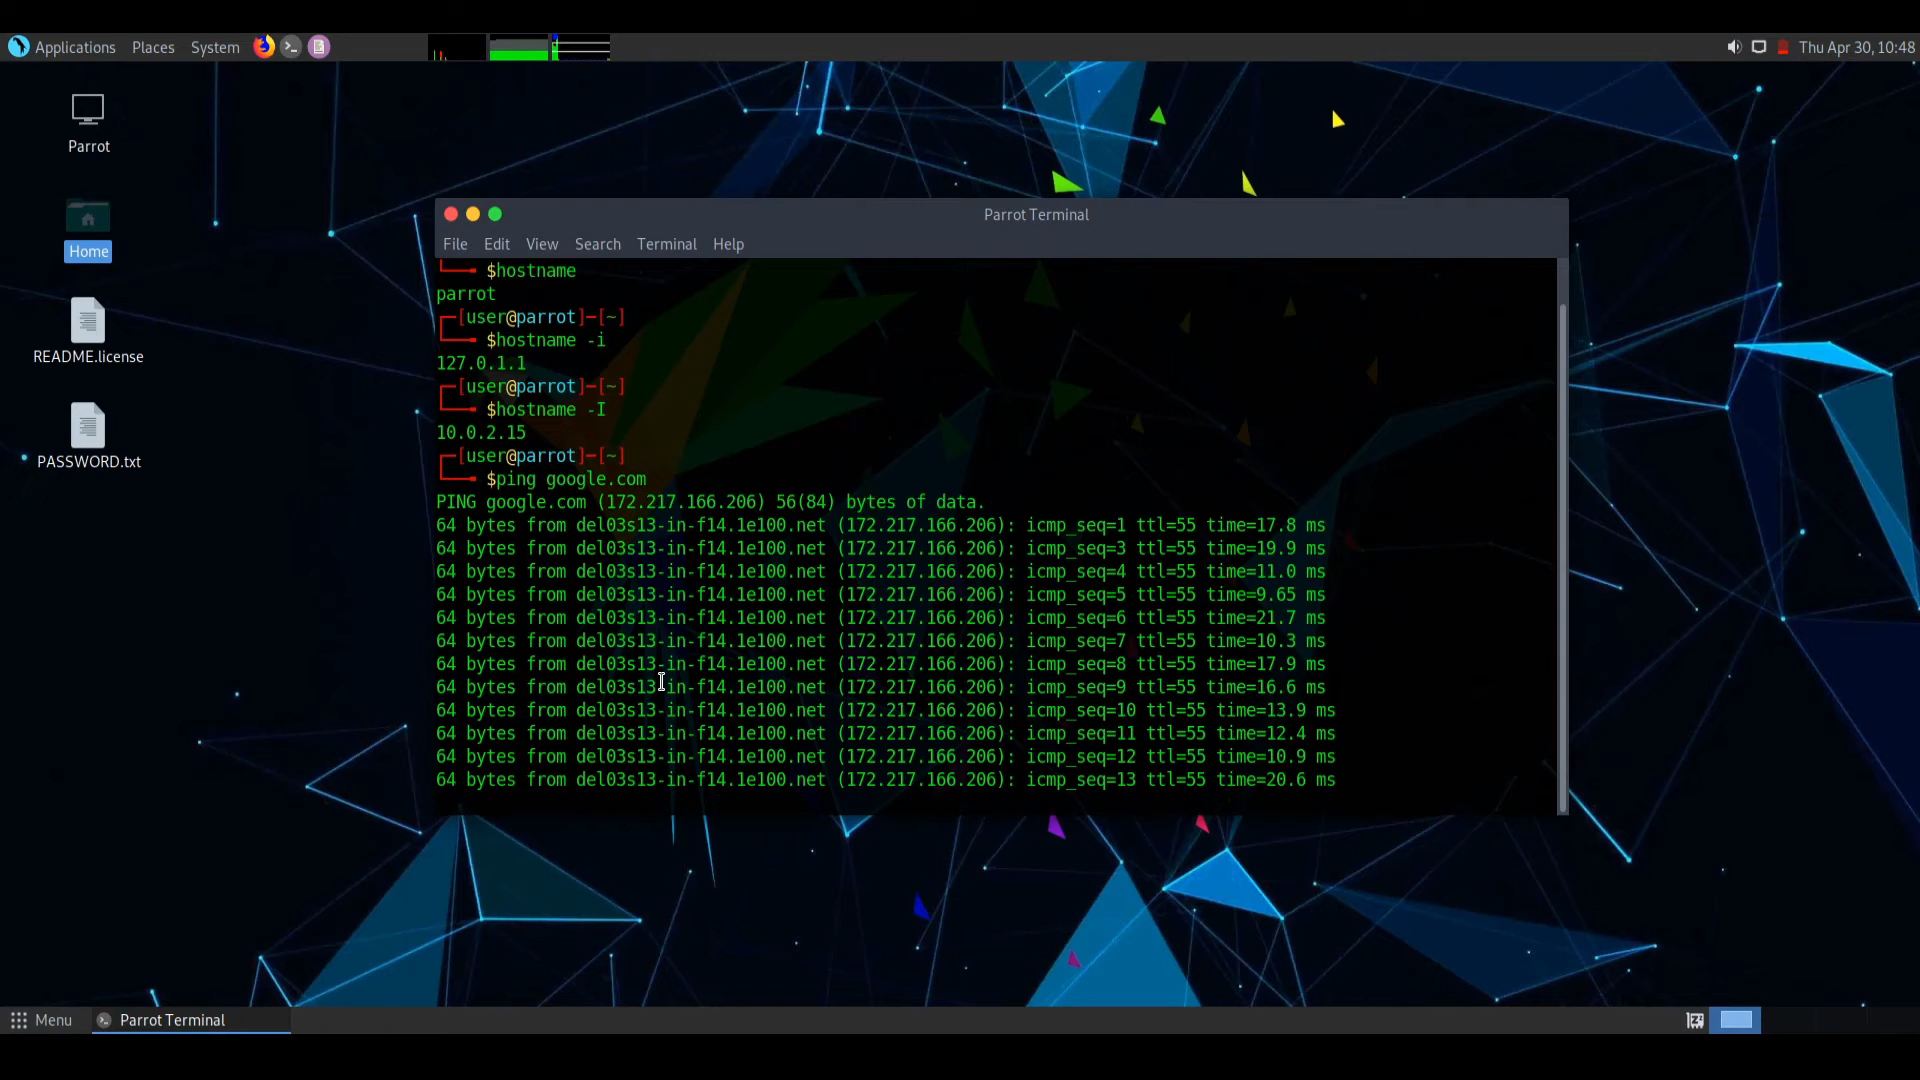 Applications Places System Thu Apr 30, 10:48
Parrot
Home
README.license
PASSWORD.txt
Parrot Terminal
File Edit View Search Terminal Help
$hostname
parrot
[user@parrot]-[~]
$hostname -i
127.0.1.1
[user@parrot]-[~]
$hostname -I
10.0.2.15
[user@parrot]-[~]
$ping google.com
PING google.com (172.217.166.206) 56(84) bytes of data.
64 bytes from del03s13-in-f14.1e100.net (172.217.166.206): icmp_seq=1 ttl=55 time=17.8 ms
64 bytes from del03s13-in-f14.1e100.net (172.217.166.206): icmp_seq=3 ttl=55 time=19.9 ms
64 bytes from del03s13-in-f14.1e100.net (172.217.166.206): icmp_seq=4 ttl=55 time=11.0 ms
64 bytes from del03s13-in-f14.1e100.net (172.217.166.206): icmp_seq=5 ttl=55 time=9.65 ms
64 bytes from del03s13-in-f14.1e100.net (172.217.166.206): icmp_seq=6 ttl=55 time=21.7 ms
64 bytes from del03s13-in-f14.1e100.net (172.217.166.206): icmp_seq=7 ttl=55 time=10.3 ms
64 bytes from del03s13-in-f14.1e100.net (172.217.166.206): icmp_seq=8 ttl=55 time=17.9 ms
64 bytes from del03s13-in-f14.1e100.net (172.217.166.206): icmp_seq=9 ttl=55 time=16.6 ms
64 bytes from del03s13-in-f14.1e100.net (172.217.166.206): icmp_seq=10 ttl=55 time=13.9 ms
64 bytes from del03s13-in-f14.1e100.net (172.217.166.206): icmp_seq=11 ttl=55 time=12.4 ms
64 bytes from del03s13-in-f14.1e100.net (172.217.166.206): icmp_seq=12 ttl=55 time=10.9 ms
64 bytes from del03s13-in-f14.1e100.net (172.217.166.206): icmp_seq=13 ttl=55 time=20.6 ms
Menu Parrot Terminal